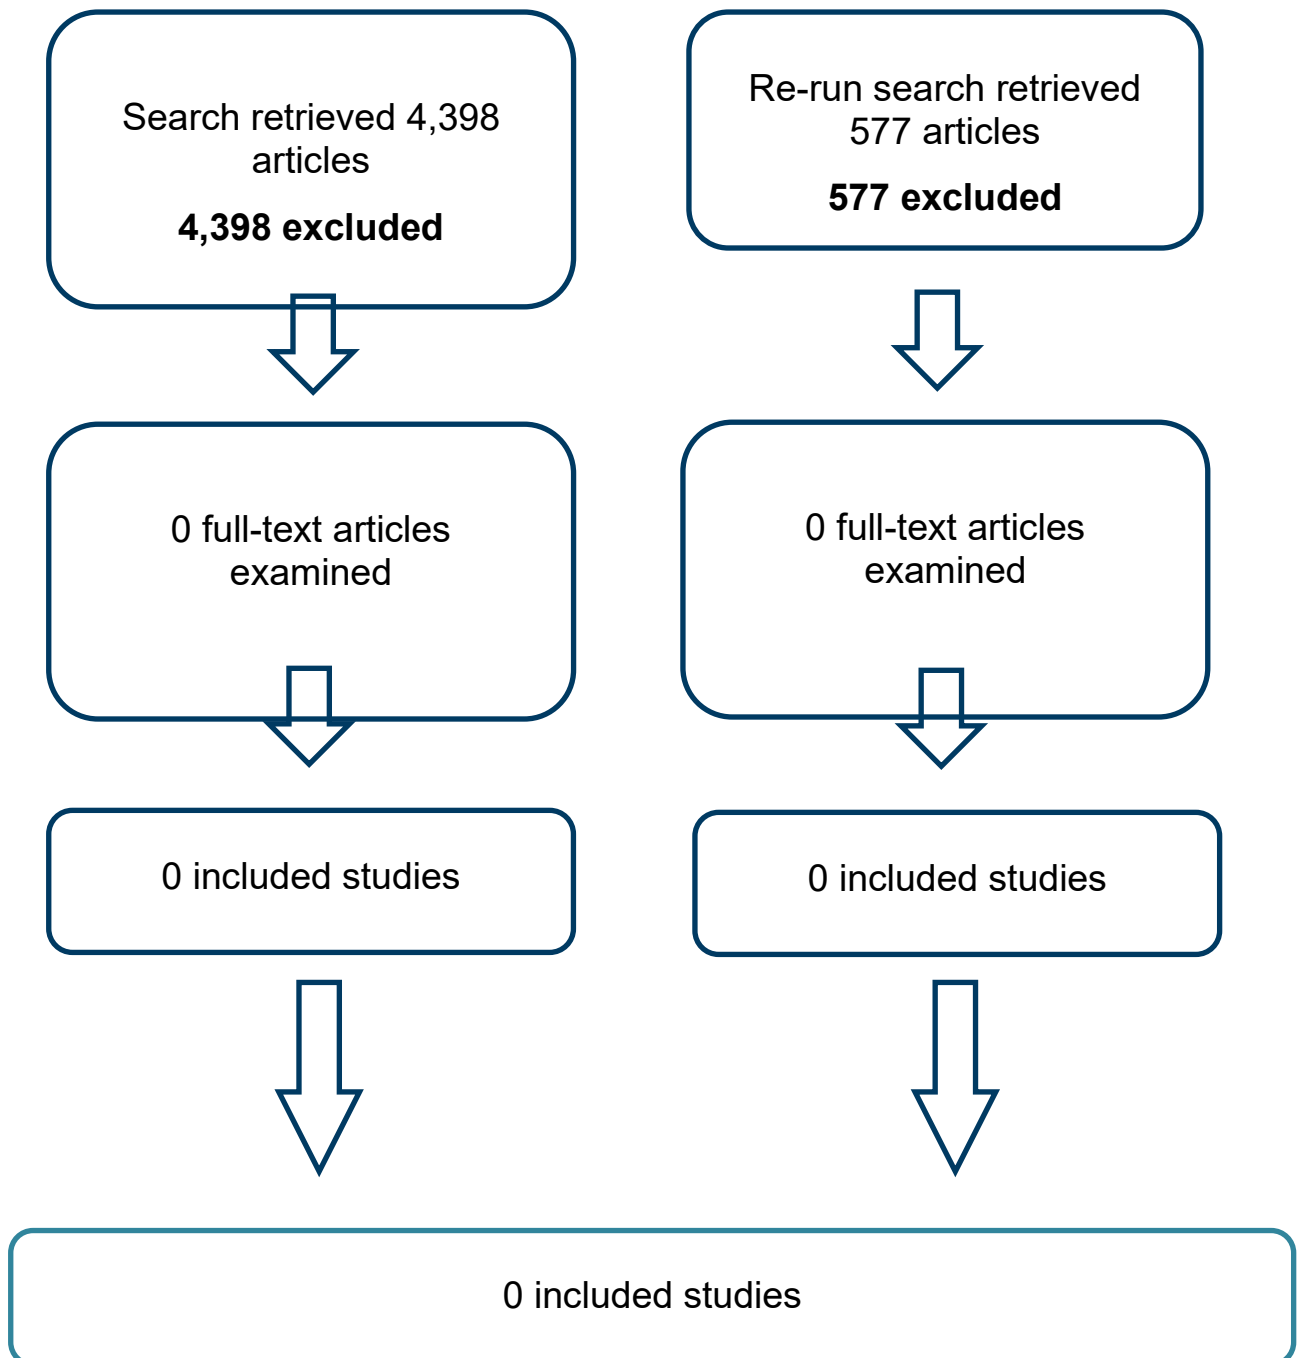 Search retrieved 4,398
articles
4,398 excluded
Re-run search retrieved
577 articles
577 excluded
0 full-text articles
examined
0 full-text articles
examined
0 included studies
0 included studies
0 included studies